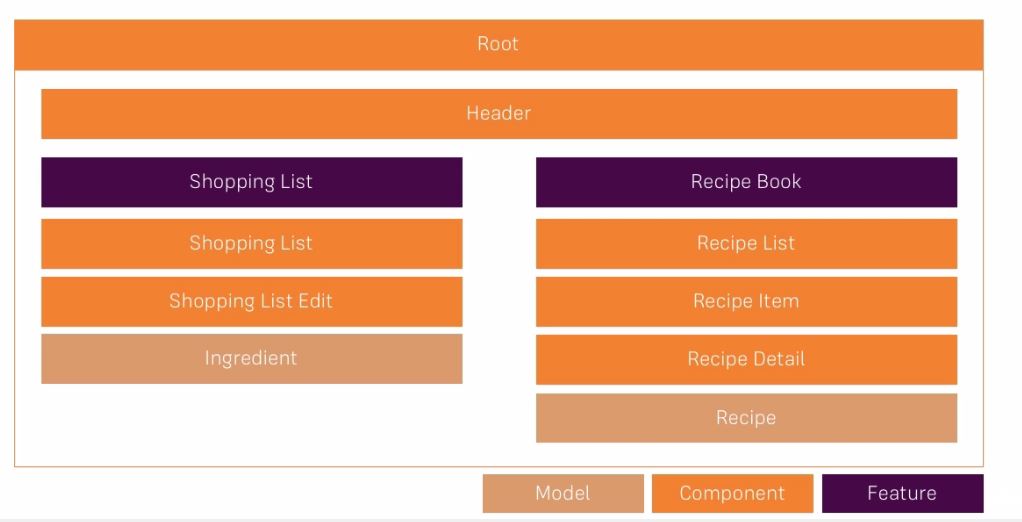 Root
Header
Shopping List
Recipe Book
Shopping List
Recipe List
Shopping List Edit
Recipe Item
Ingredient
Recipe Detail
Recipe
Model
Component
Feature